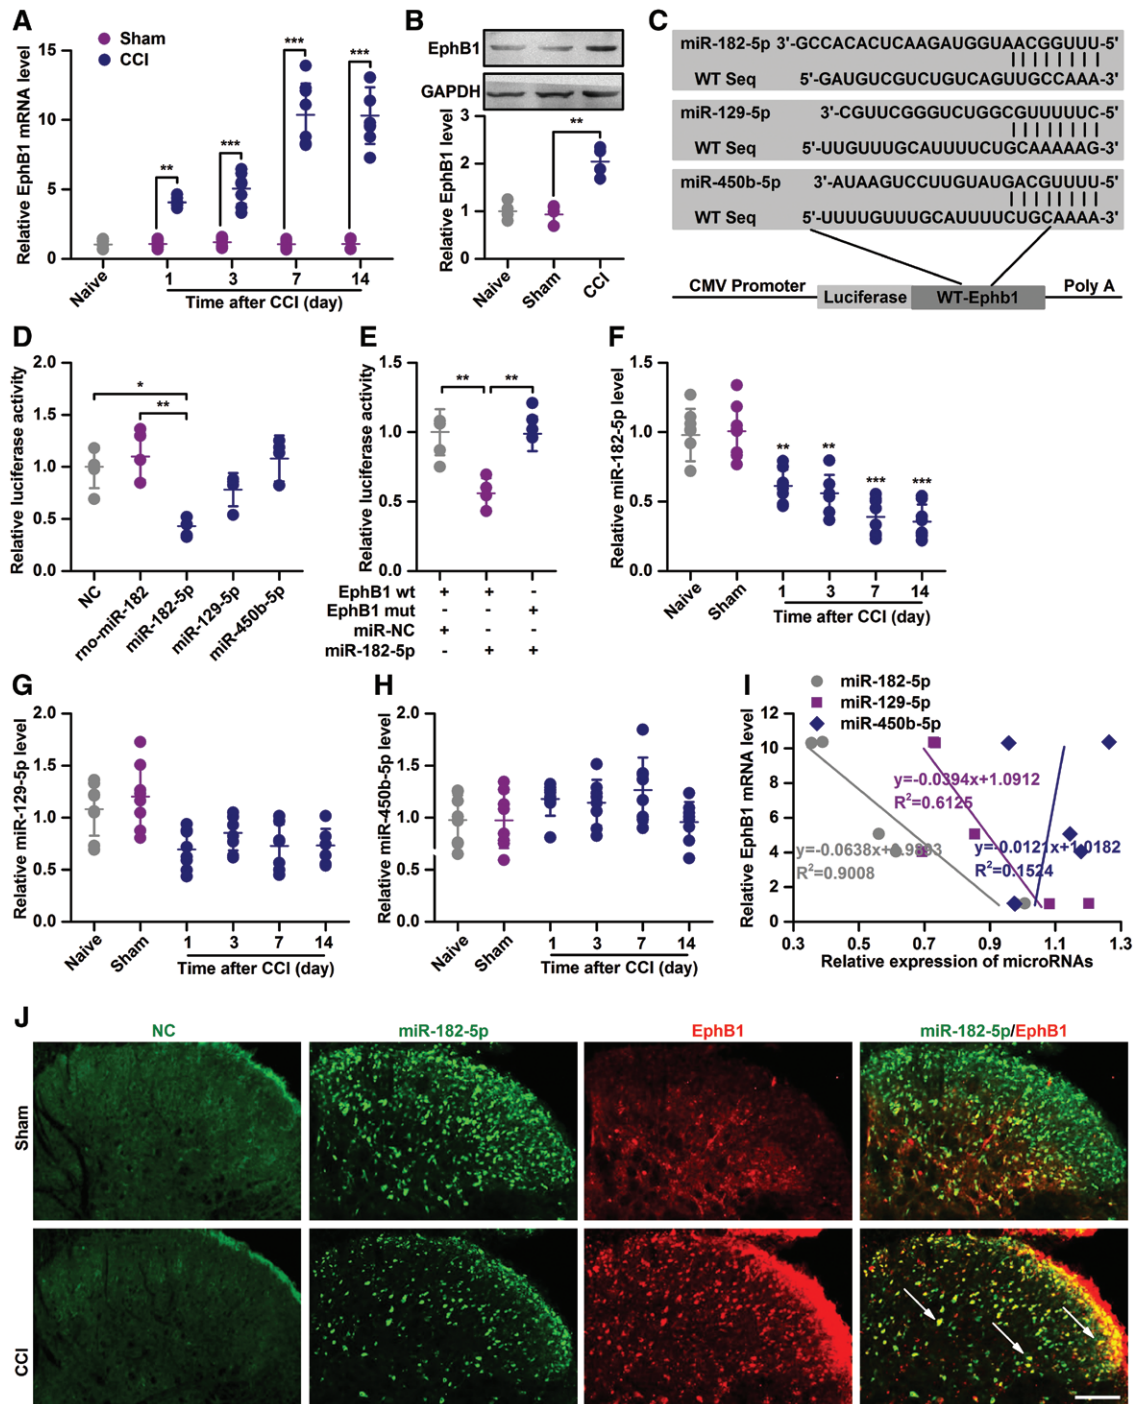 A
Relative EphB1 mRNA level
15
10
5
0
Sham
CCI
**
***
***
***
Naive
1
3
7
14
Time after CCI (day)
B
EphB1
GAPDH
Relative EphB1 level
3
2
1
0
**
Naive
Sham
CCI
C
miR-182-5p 3'-GCCACACUCAAGAUGGUAACGGUUU-5'
WT Seq 5'-GAUGUCGUCUGUCAGUUGCCAAA-3'
miR-129-5p 3'-CGUUCGGGUCUGGCGUUUUUC-5'
WT Seq 5'-UUGUUUGCAUUUUCUGCAAAAAG-3'
miR-450b-5p 3'-AUAAGUCCUUGUAUGACGUUUU-5'
WT Seq 5'-UUUUGUUUGCAUUUUCUGCAAAA-3'
CMV Promoter
Luciferase
WT-Ephb1
Poly A
D
Relative luciferase activity
2.0
1.5
1.0
0.5
0.0
*
**
NC
rno-miR-182
miR-182-5p
miR-129-5p
miR-450b-5p
E
Relative luciferase activity
1.5
1.0
0.5
0.0
** **
EphB1 wt + + -
EphB1 mut - - +
miR-NC + - -
miR-182-5p - + +
F
Relative miR-182-5p level
1.5
1.0
0.5
0.0
** ** *** ***
Naive
Sham
1
3
7
14
Time after CCI (day)
G
Relative miR-129-5p level
2.0
1.5
1.0
0.5
0.0
Naive
Sham
1
3
7
14
Time after CCI (day)
H
Relative miR-450b-5p level
2.0
1.5
1.0
0.5
0.0
Naive
Sham
1
3
7
14
Time after CCI (day)
I
miR-182-5p
miR-129-5p
miR-450b-5p
Relative EphB1 mRNA level
12
10
8
6
4
2
0
y=-0.0394x+1.0912
R²=0.6125
y=-0.0121x+1.0182
R²=0.1524
R²=0.9008
0.3 0.5 0.7 0.9 1.1 1.3
Relative expression of microRNAs
J
NC
miR-182-5p
EphB1
miR-182-5p/EphB1
Sham
CCI